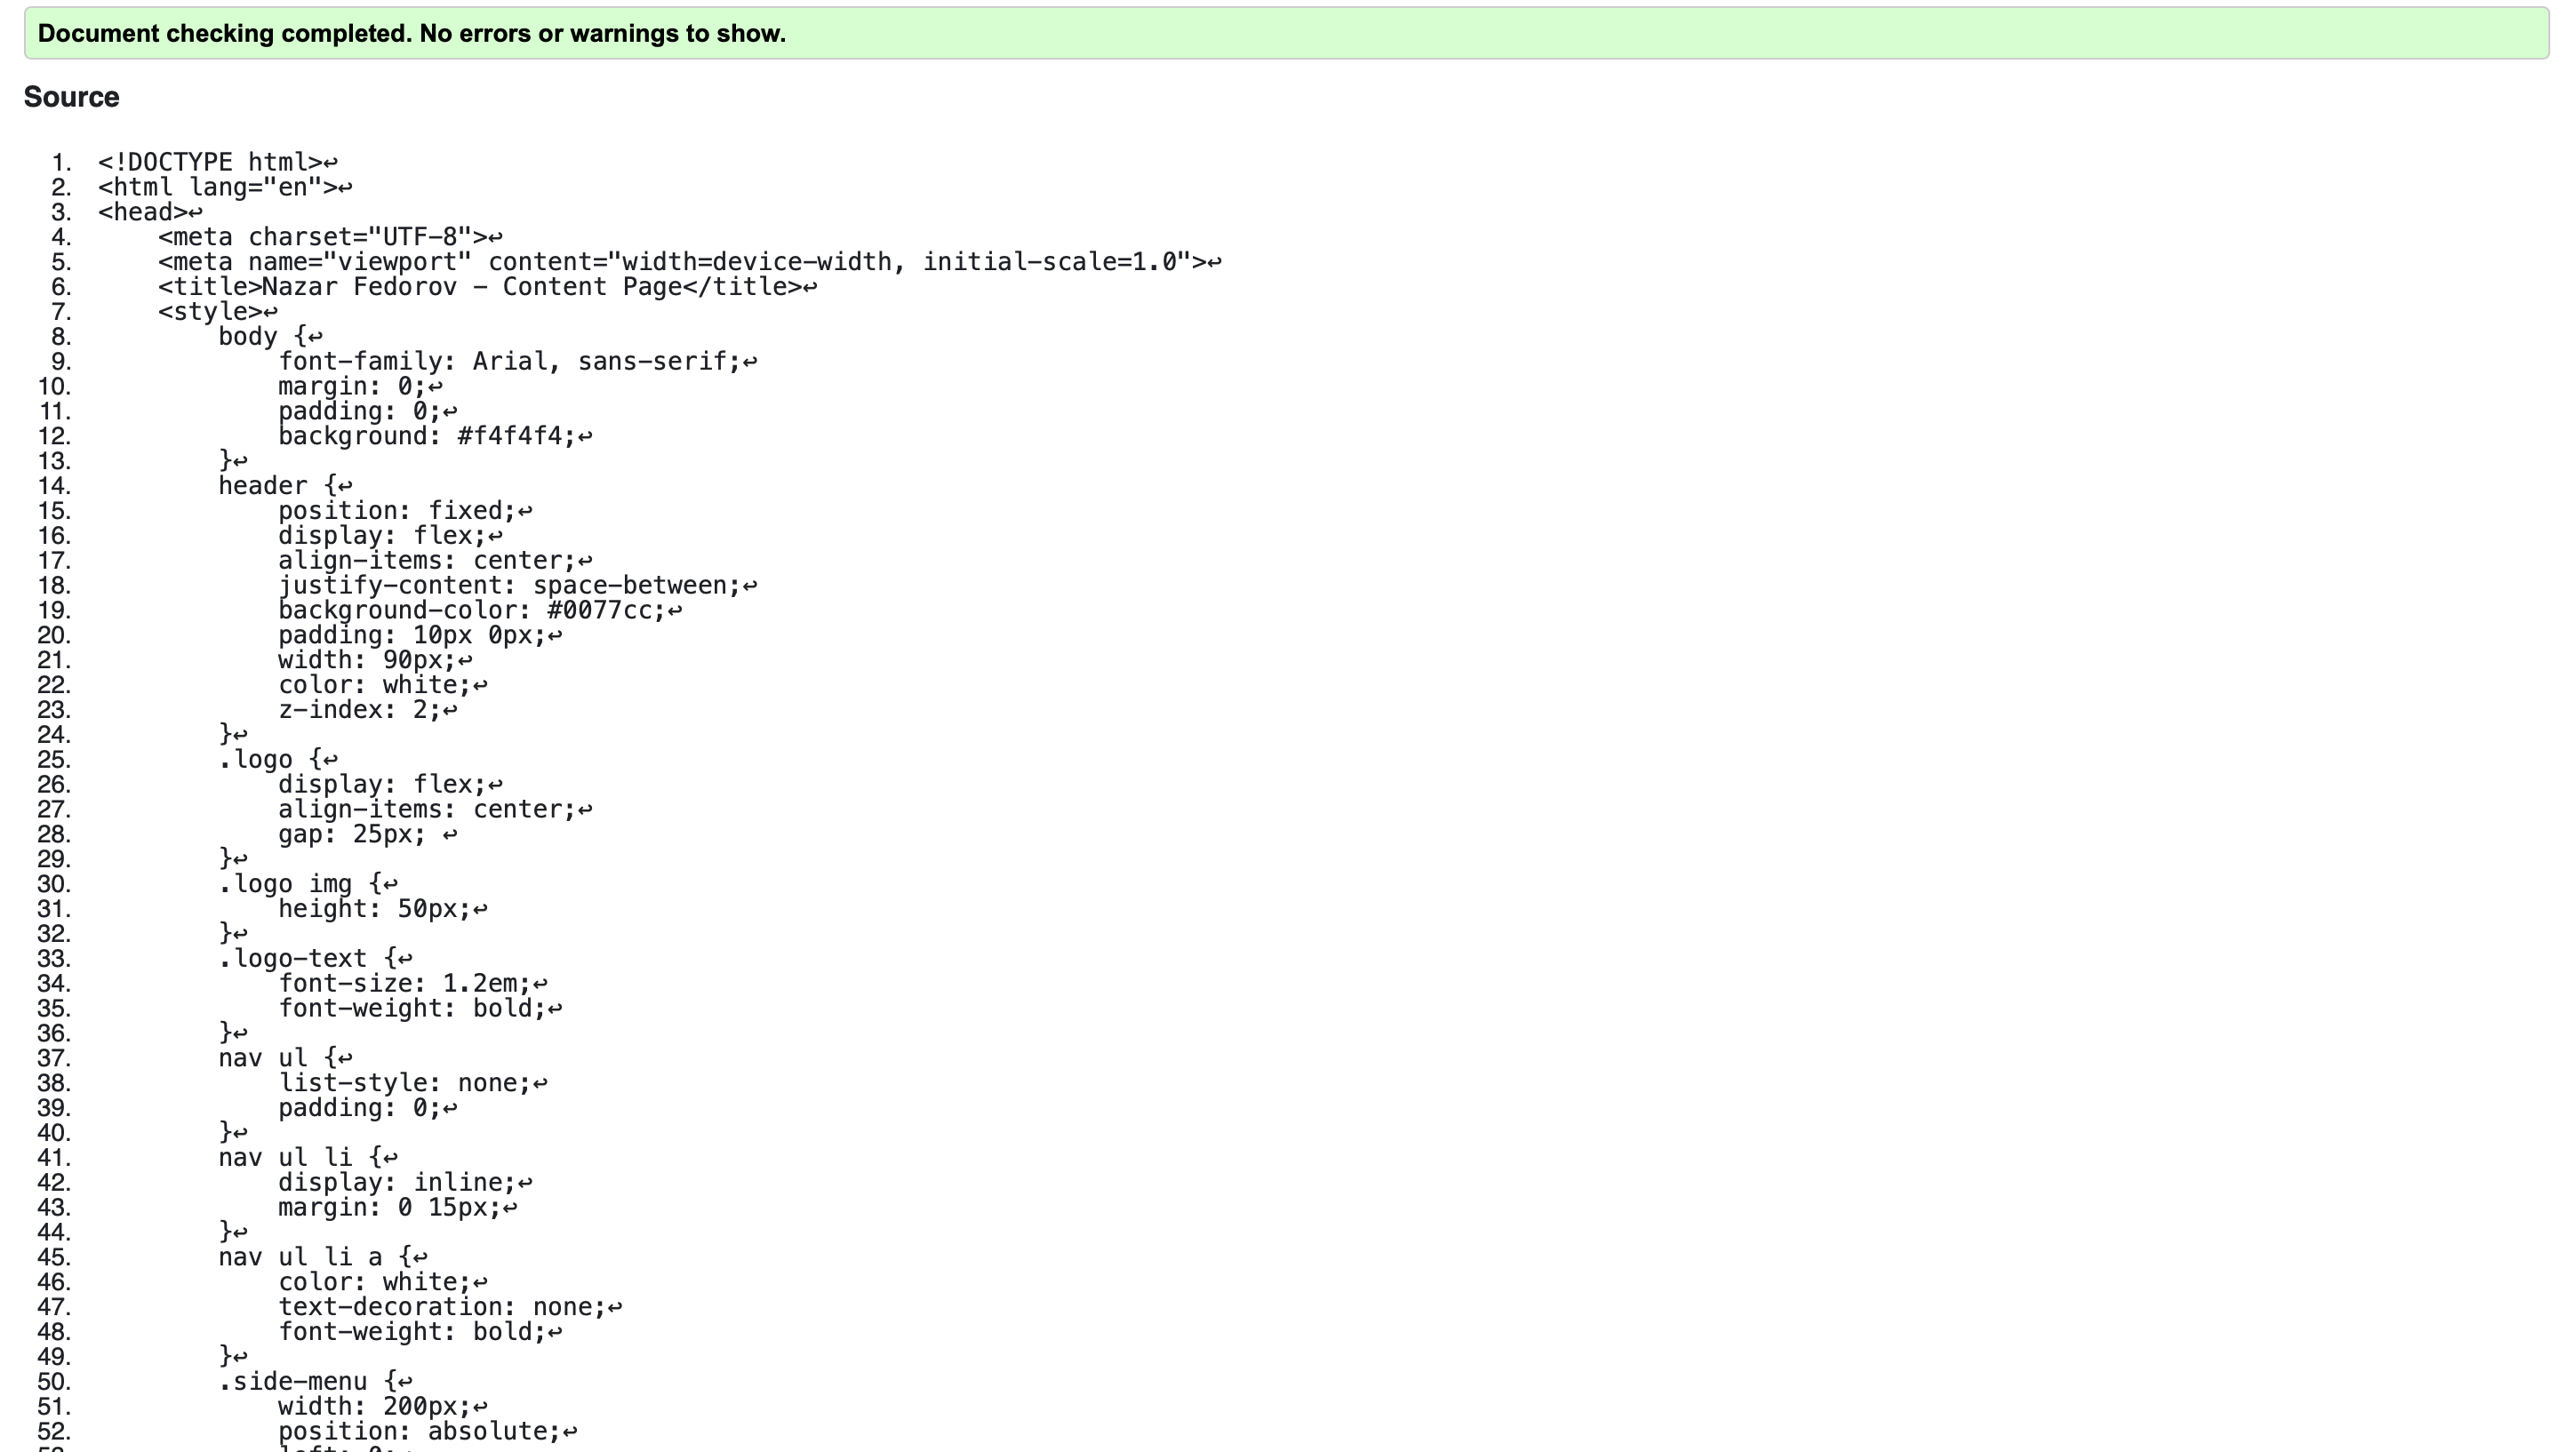 Document checking completed. No errors or warnings to show.
Source
1. <!DOCTYPE html>↩
2. <html lang="en">↩
3. <head>↩
4.     <meta charset="UTF-8">↩
5.     <meta name="viewport" content="width=device-width, initial-scale=1.0">↩
6.     <title>Nazar Fedorov - Content Page</title>↩
7.     <style>↩
8.         body {↩
9.             font-family: Arial, sans-serif;↩
10.             margin: 0;↩
11.             padding: 0;↩
12.             background: #f4f4f4;↩
13.         }↩
14.         header {↩
15.             position: fixed;↩
16.             display: flex;↩
17.             align-items: center;↩
18.             justify-content: space-between;↩
19.             background-color: #0077cc;↩
20.             padding: 10px 0px;↩
21.             width: 90px;↩
22.             color: white;↩
23.             z-index: 2;↩
24.         }↩
25.         .logo {↩
26.             display: flex;↩
27.             align-items: center;↩
28.             gap: 25px; ↩
29.         }↩
30.         .logo img {↩
31.             height: 50px;↩
32.         }↩
33.         .logo-text {↩
34.             font-size: 1.2em;↩
35.             font-weight: bold;↩
36.         }↩
37.         nav ul {↩
38.             list-style: none;↩
39.             padding: 0;↩
40.         }↩
41.         nav ul li {↩
42.             display: inline;↩
43.             margin: 0 15px;↩
44.         }↩
45.         nav ul li a {↩
46.             color: white;↩
47.             text-decoration: none;↩
48.             font-weight: bold;↩
49.         }↩
50.         .side-menu {↩
51.             width: 200px;↩
52.             position: absolute;↩